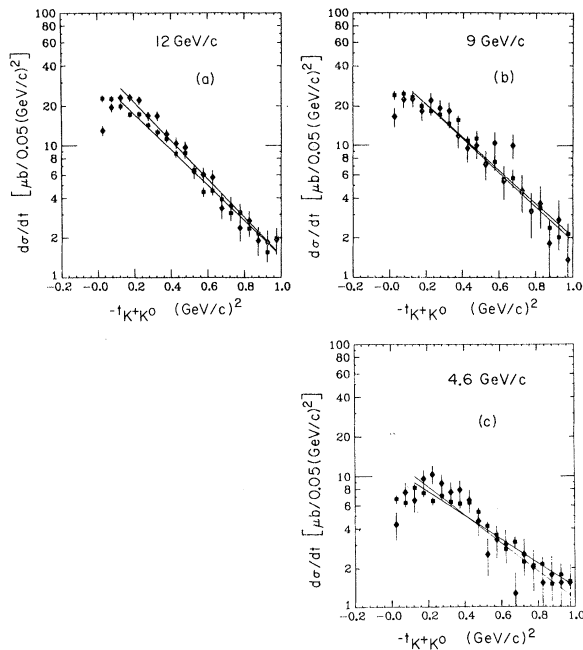 12 GeV/c
(a)
100
80
60
40
20
10
8
6
4
2
1
dσ/dt [μb/0.05(GeV/c)²]
-0.2 -0.0 0.2 0.4 0.6 0.8 1.0
-tK+K0 (GeV/c)²
9 GeV/c
(b)
100
80
60
40
20
10
8
6
4
2
1
dσ/dt [μb/0.05(GeV/c)²]
-0.2 0.0 0.2 0.4 0.6 0.8 1.0
-tK+K0 (GeV/c)²
4.6 GeV/c
(c)
100
80
60
40
20
10
8
6
4
2
1
dσ/dt [μb/0.05(GeV/c)²]
-0.2 0.0 0.2 0.4 0.6 0.8 1.0
-tK+K0 (GeV/c)²